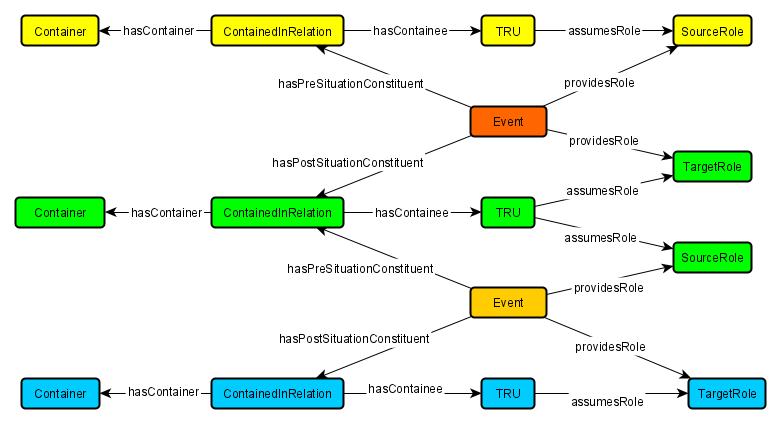 Container hasContainer ContainedInRelation hasContainee TRU assumesRole SourceRole
hasPreSituationConstituent providesRole
Event
providesRole
hasPostSituationConstituent TargetRole
assumesRole
Container hasContainer ContainedInRelation hasContainee TRU
assumesRole
SourceRole
hasPreSituationConstituent
providesRole
Event
hasPostSituationConstituent providesRole
Container hasContainer ContainedInRelation hasContainee TRU assumesRole TargetRole